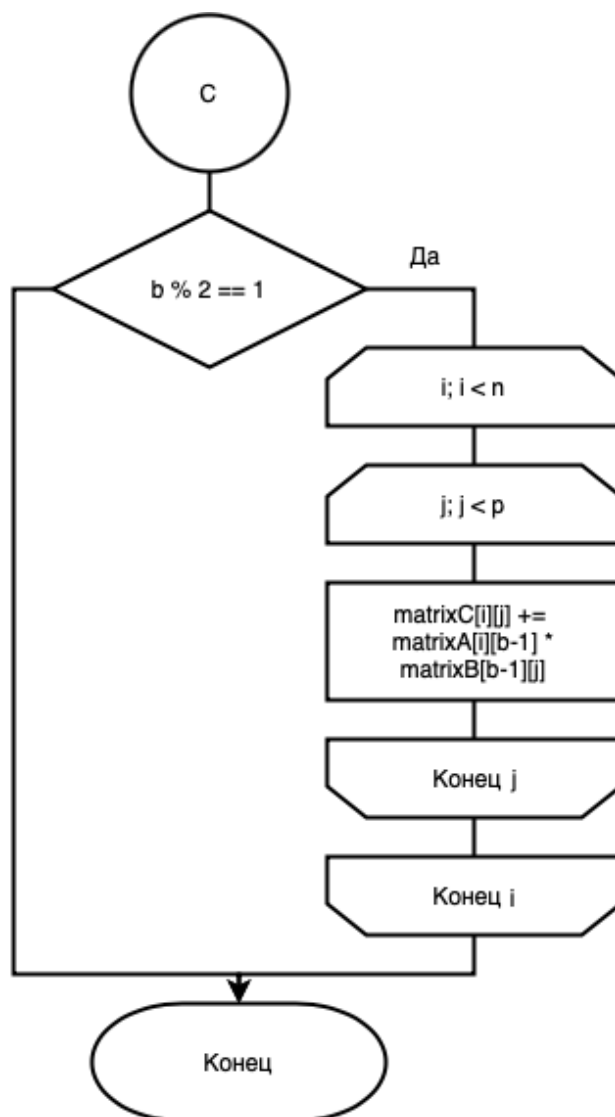 C
b % 2 == 1
Да
i; i < n
j; j < p
matrixC[i][j] +=
matrixA[i][b-1] *
matrixB[b-1][j]
Конец j
Конец i
Конец